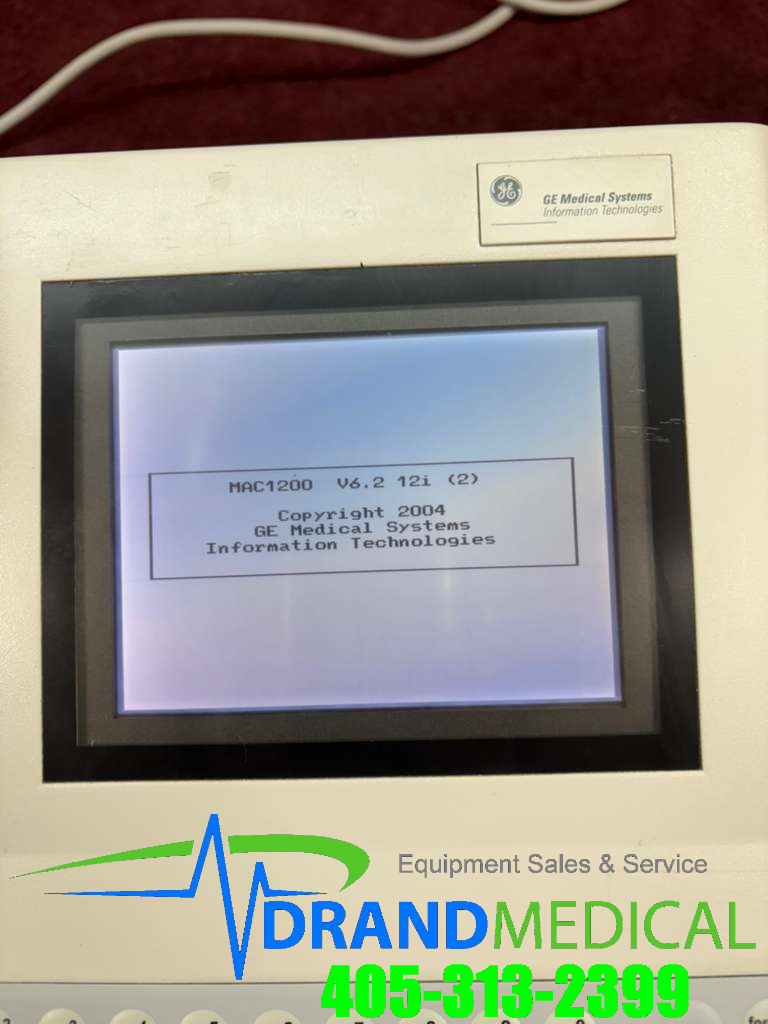 GE
GE Medical Systems
Information Technologies
MAC1200 V6.2 12i (2)
Copyright 2004
GE Medical Systems
Information Technologies
Equipment Sales & Service
DRANDMEDICAL
405-313-2399